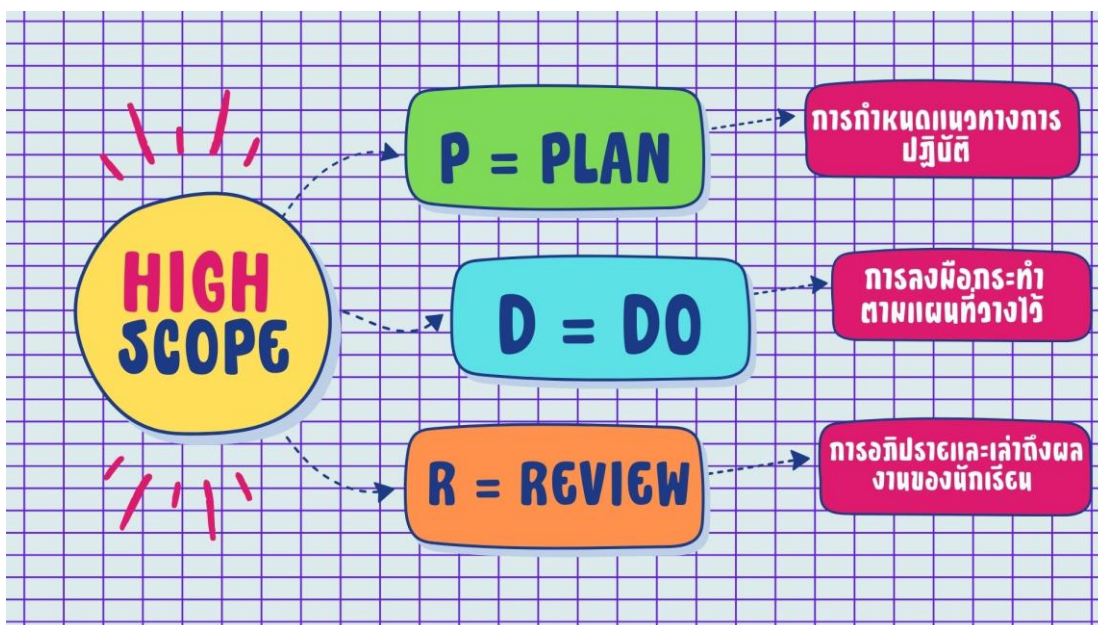 HIGH
SCOPE
P = PLAN
การกำหนดแนวทางการ
ปฏิบัติ
D = DO
การลงมือกระทำ
ตามแผนที่วางไว้
R = REVIEW
การอภิปรายและเล่าถึงผล
งานของนักเรียน